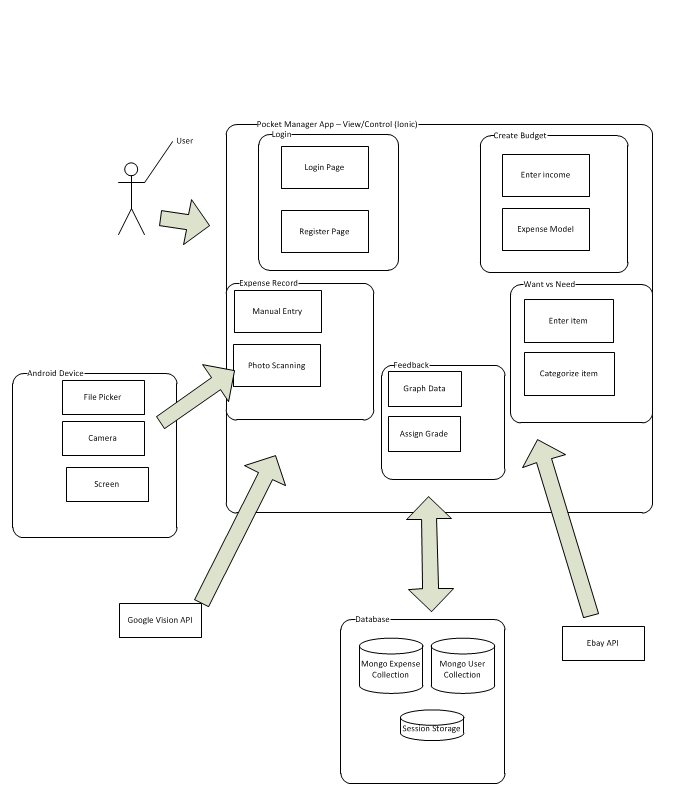 Pocket Manager App – View/Control (Ionic)
User
Login
Login Page
Register Page
Create Budget
Enter income
Expense Model
Expense Record
Manual Entry
Photo Scanning
Want vs Need
Enter item
Categorize item
Feedback
Graph Data
Assign Grade
Android Device
File Picker
Camera
Screen
Google Vision API
Ebay API
Database
Mongo Expense
Collection
Mongo User
Collection
Session Storage